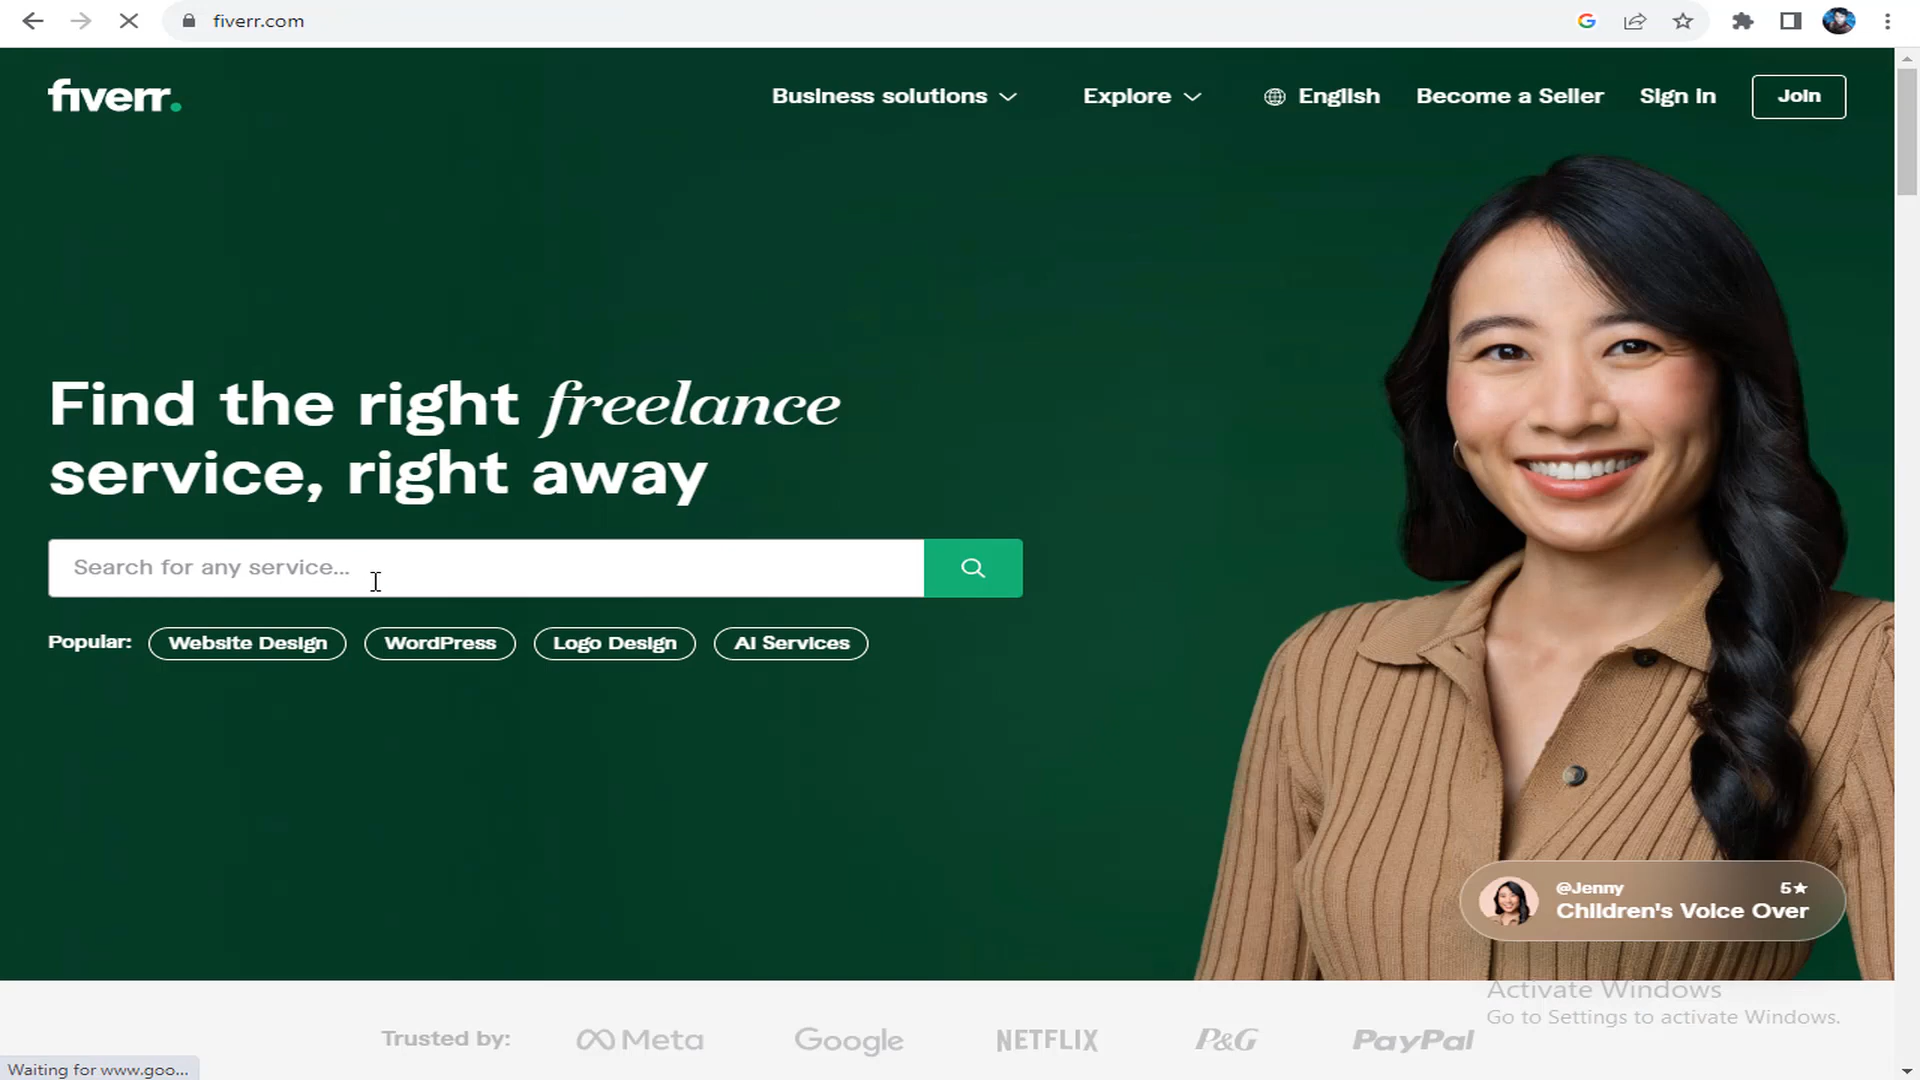 fiverr.com
fiverr.
Business solutions
Explore
English
Become a Seller
Sign in
Join
Find the right freelance
service, right away
Search for any service...
Popular:
Website Design
WordPress
Logo Design
AI Services
@Jenny
5★
Children's Voice Over
Activate Windows
Go to Settings to activate Windows.
Trusted by:
Meta
Google
NETFLIX
P&G
PayPal
Waiting for www.goo...